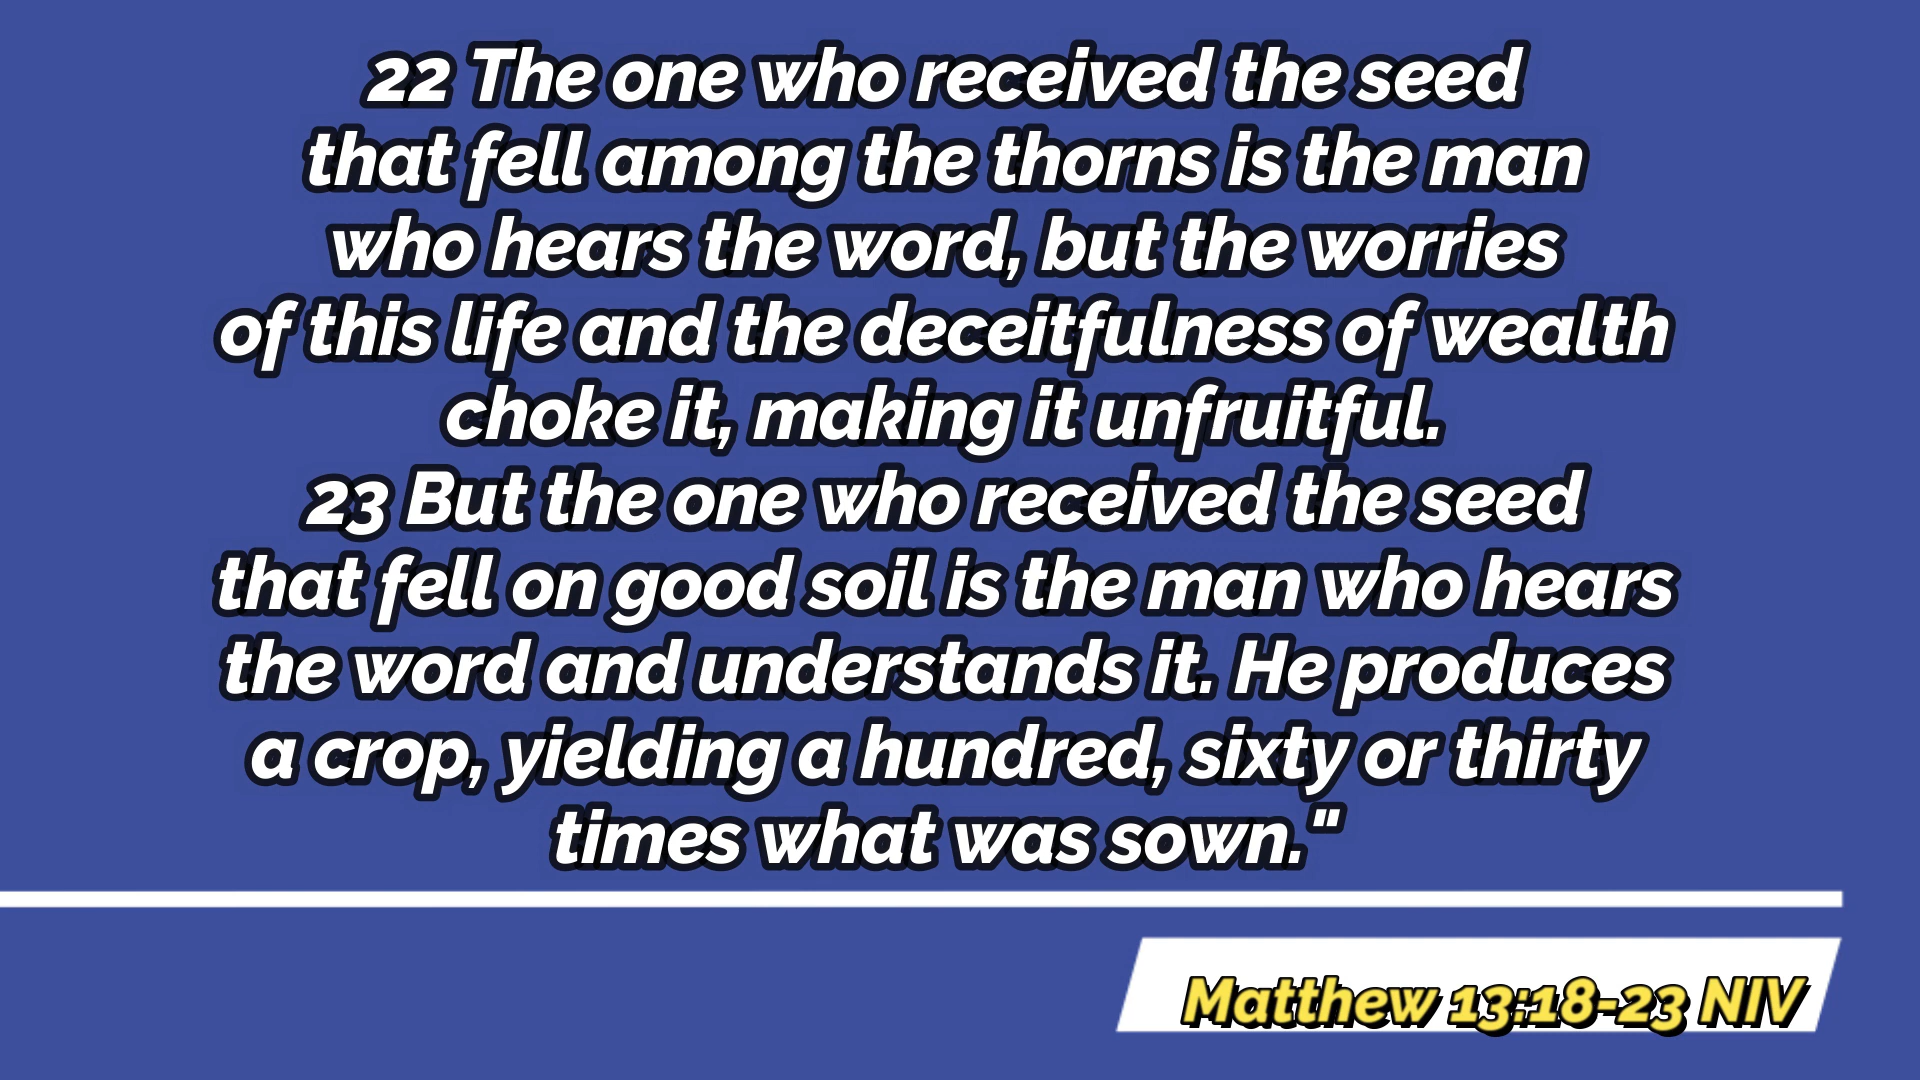 22 The one who received the seed
that fell among the thorns is the man
who hears the word, but the worries
of this life and the deceitfulness of wealth
choke it, making it unfruitful.
23 But the one who received the seed
that fell on good soil is the man who hears
the word and understands it. He produces
a crop, yielding a hundred, sixty or thirty
times what was sown."
Matthew 13:18-23 NIV